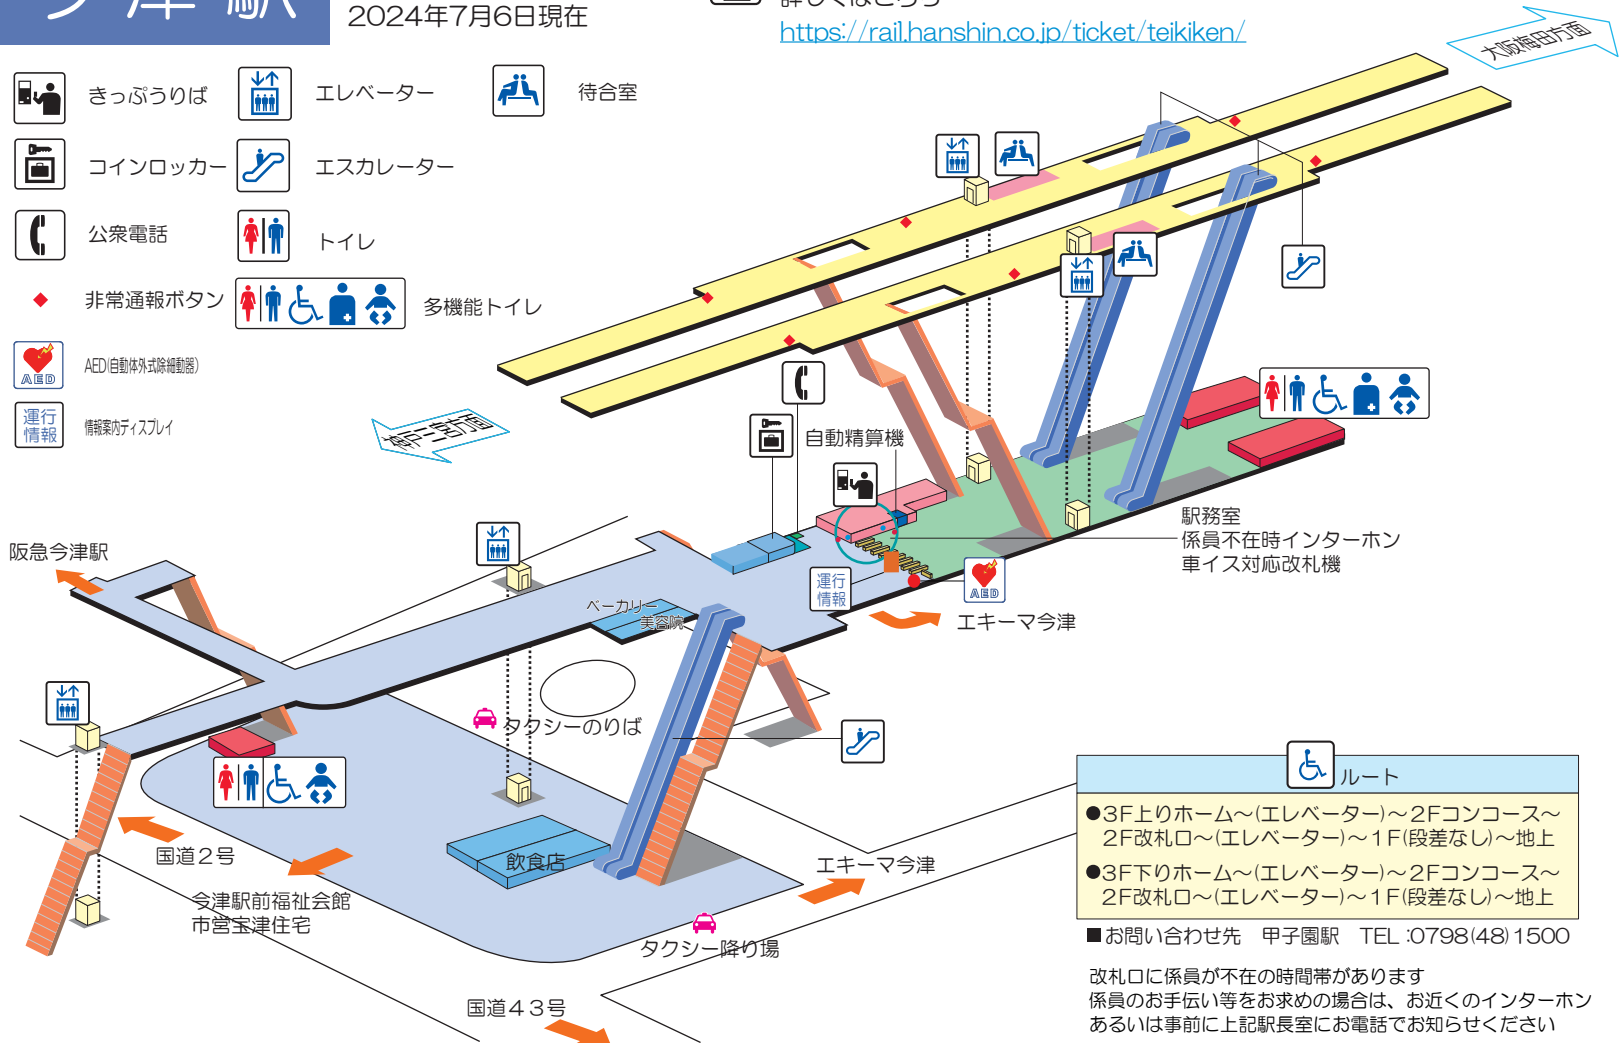 今津駅
2024年7月6日現在
詳しくはこちら
https://rail.hanshin.co.jp/ticket/teikiken/
大阪梅田方面
きっぷうりば
エレベーター
待合室
コインロッカー
エスカレーター
公衆電話
トイレ
非常通報ボタン
多機能トイレ
AED
AED(自動体外式除細動器)
運行
情報
情報案内ディスプレイ
神戸三宮方面
自動精算機
駅務室
係員不在時インターホン
車イス対応改札機
阪急今津駅
運行
情報
AED
エキーマ今津
ベーカリー
美容院
タクシーのりば
国道2号
今津駅前福祉会館
市営宝津住宅
飲食店
エキーマ今津
タクシー降り場
国道43号
ルート
●3F上りホーム～(エレベーター)～2Fコンコース～
2F改札口～(エレベーター)～1F(段差なし)～地上
●3F下りホーム～(エレベーター)～2Fコンコース～
2F改札口～(エレベーター)～1F(段差なし)～地上
■お問い合わせ先　甲子園駅　TEL:0798(48)1500
改札口に係員が不在の時間帯があります
係員のお手伝い等をお求めの場合は、お近くのインターホン
あるいは事前に上記駅長室にお電話でお知らせください